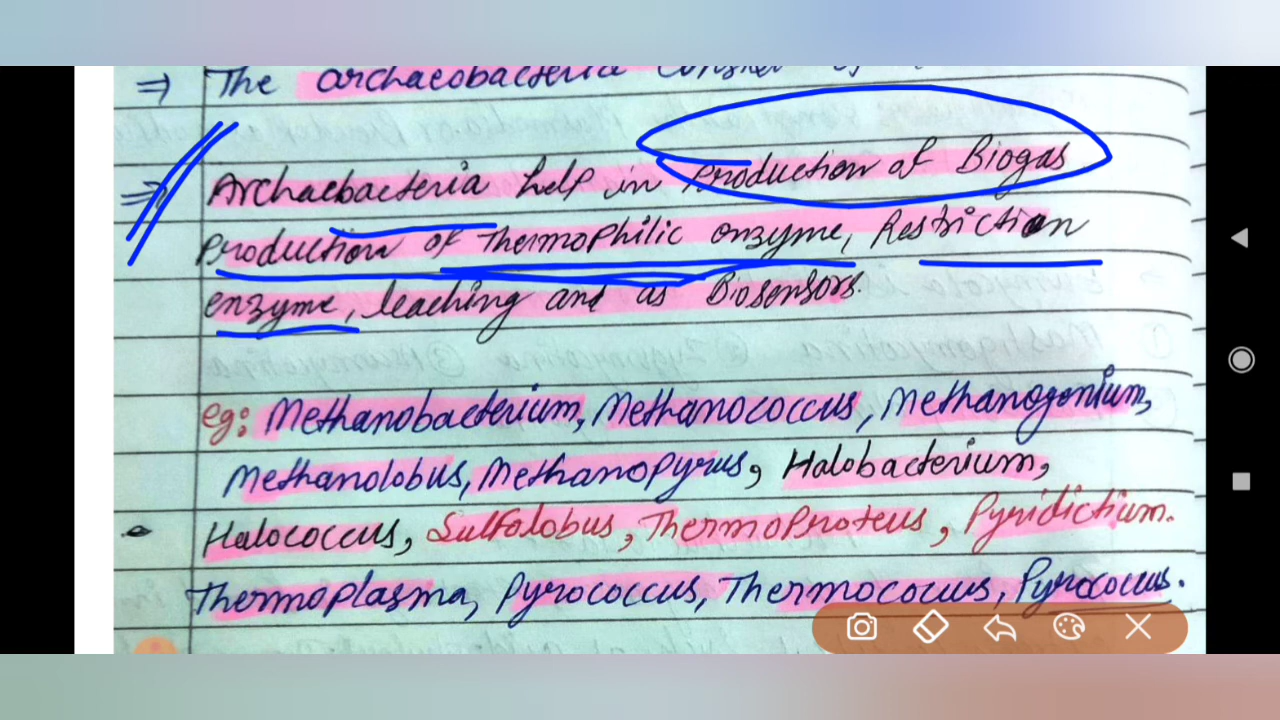 ⇒ The archaeobacteria
⇒ Archaebacteria help in Production of Biogas
Production of Thermophilic enzyme, Restriction
enzyme, leaching and as Biosensors.
eg: Methanobacterium, Methanococcus, Methanogenium,
Methanolobus, Methanopyrus, Halobacterium,
Halococcus, Sulfolobus, Thermoproteus, Pyridictium.
Thermoplasma, Pyrococcus, Thermococcus, Pyrococcus.